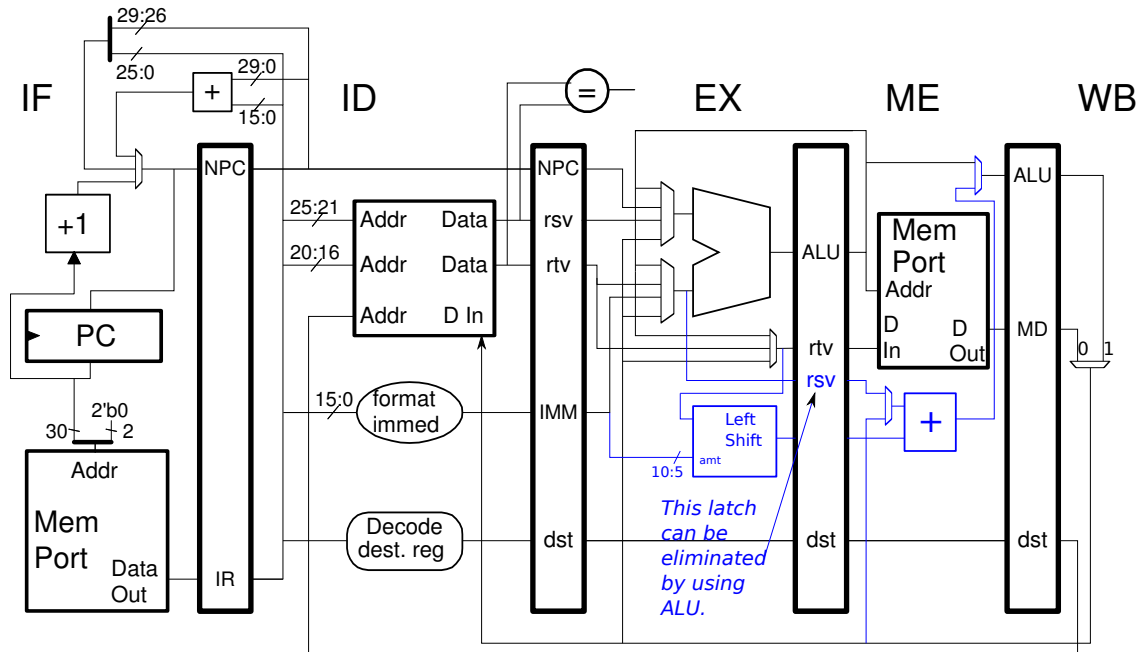 29:26
25:0
29:0
15:0
+
=
IF
ID
EX
ME
WB
NPC
NPC
ALU
+1
25:21
Addr
Data
rsv
20:16
Addr
Data
rtv
Addr
D In
ALU
Mem
Port
Addr
D
In
D
Out
MD
0
1
PC
rtv
rsv
15:0
format
immed
IMM
Left
Shift
amt
10:5
+
2'b0
30
2
Addr
Mem
Port
Data
Out
IR
Decode
dest. reg
dst
dst
dst
This latch
can be
eliminated
by using
ALU.